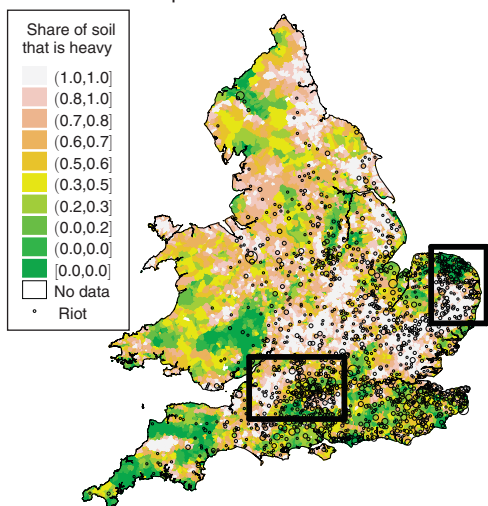 Share of soil
that is heavy
(1.0,1.0]
(0.8,1.0]
(0.7,0.8]
(0.6,0.7]
(0.5,0.6]
(0.3,0.5]
(0.2,0.3]
(0.0,0.2]
(0.0,0.0]
[0.0,0.0]
No data
Riot